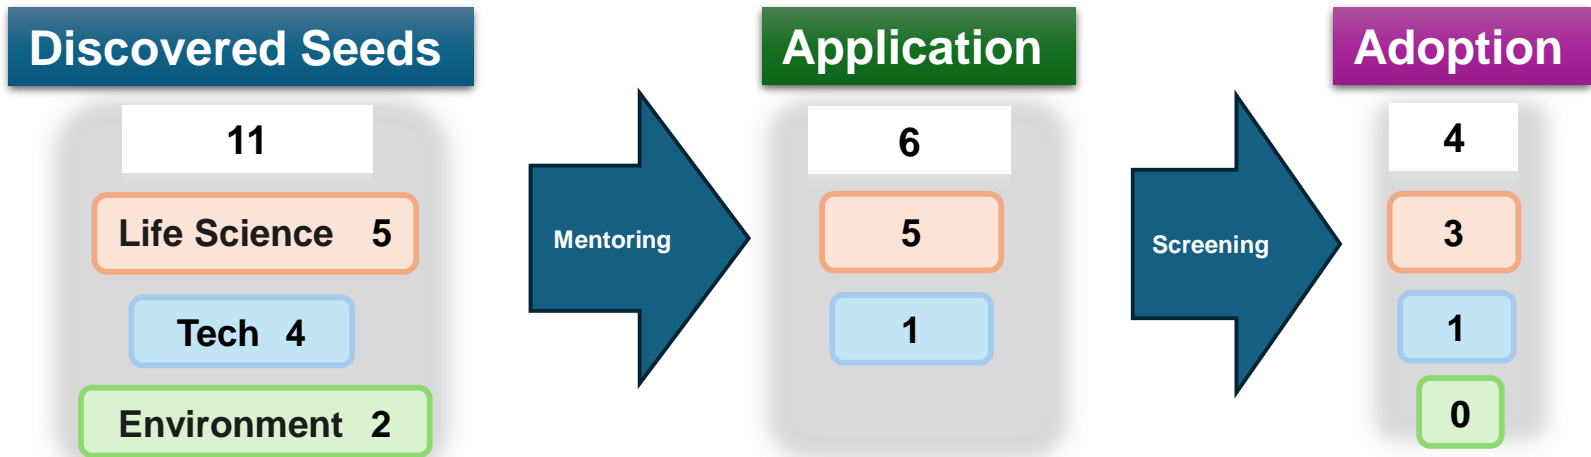 Discovered Seeds
11
Life Science 5
Tech 4
Environment 2
Mentoring
Application
6
5
1
Screening
Adoption
4
3
1
0